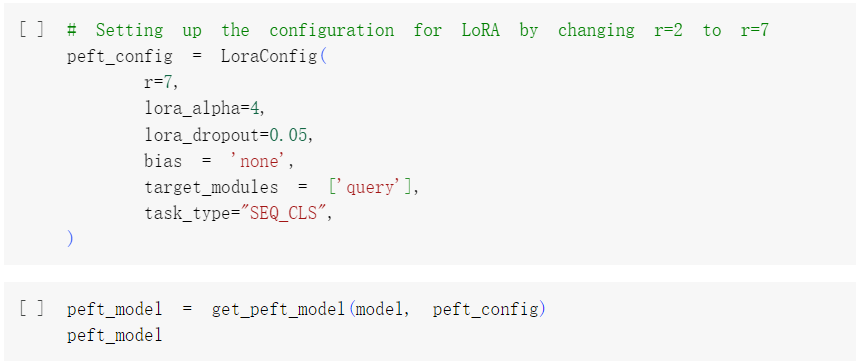 [ ] # Setting up the configuration for LoRA by changing r=2 to r=7
peft_config = LoraConfig(
r=7,
lora_alpha=4,
lora_dropout=0.05,
bias = 'none',
target_modules = ['query'],
task_type="SEQ_CLS",
)
[ ] peft_model = get_peft_model(model, peft_config)
peft_model